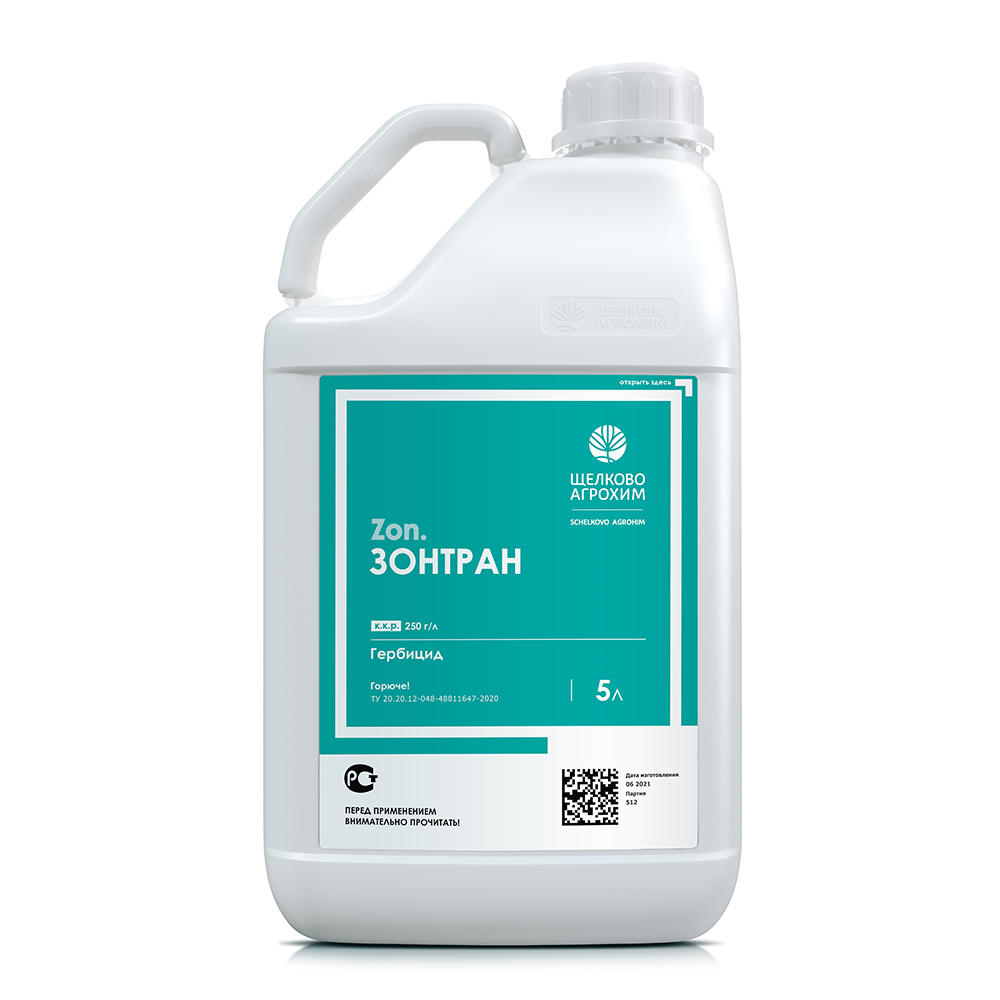 ЩЕЛКОВО
АГРОХИМ
открыть здесь
ЩЕЛКОВО
АГРОХИМ
SCHELKOVO AGROHIM
Zon.
ЗОНТРАН
к.к.р. 250 г/л
Гербицид
Горюче!
ТУ 20.20.12-048-48811647-2020
5л
РСТ
ПЕРЕД ПРИМЕНЕНИЕМ
ВНИМАТЕЛЬНО ПРОЧИТАТЬ!
Дата изготовления
06 2021
Партия
512